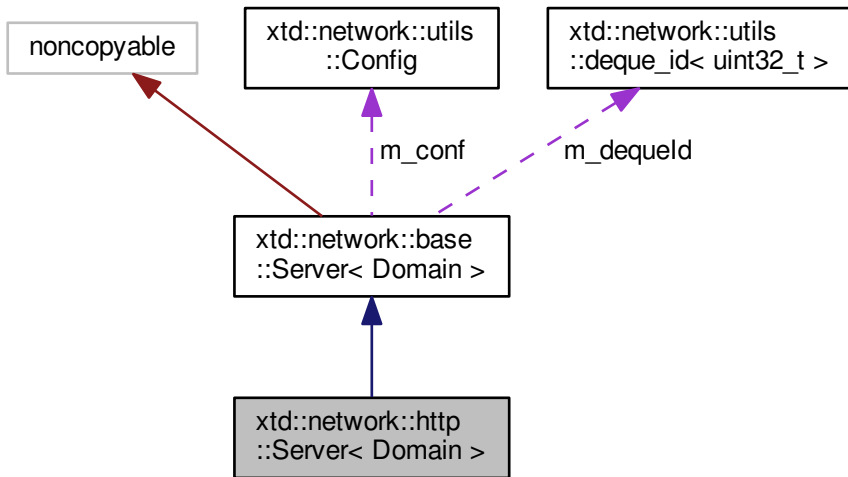 noncopyable
xtd::network::utils
::Config
xtd::network::utils
::deque_id< uint32_t >
m_conf
m_dequeId
xtd::network::base
::Server< Domain >
xtd::network::http
::Server< Domain >